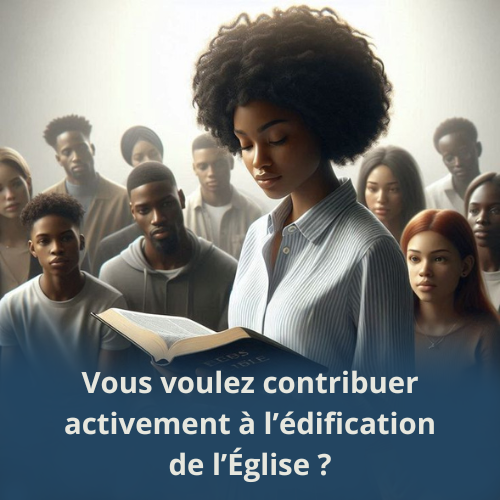 Vous voulez contribuer
activement à l’édification
de l’Église ?